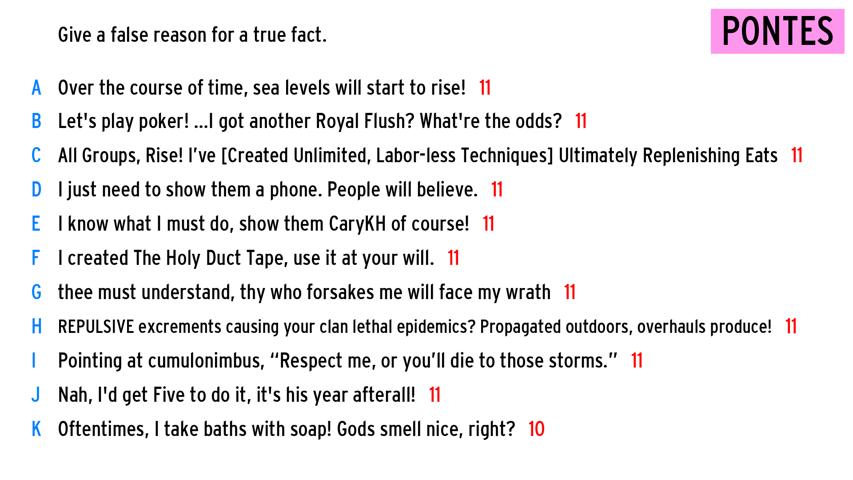 Give a false reason for a true fact.
PONTES
A Over the course of time, sea levels will start to rise! 11
B Let's play poker! ...I got another Royal Flush? What're the odds? 11
C All Groups, Rise! I've [Created Unlimited, Labor-less Techniques] Ultimately Replenishing Eats 11
D I just need to show them a phone. People will believe. 11
E I know what I must do, show them CaryKH of course! 11
F I created The Holy Duct Tape, use it at your will. 11
G thee must understand, thy who forsakes me will face my wrath 11
H REPULSIVE excrements causing your clan lethal epidemics? Propagated outdoors, overhauls produce! 11
I Pointing at cumulonimbus, “Respect me, or you’ll die to those storms.” 11
J Nah, I'd get Five to do it, it's his year afterall! 11
K Oftentimes, I take baths with soap! Gods smell nice, right? 10